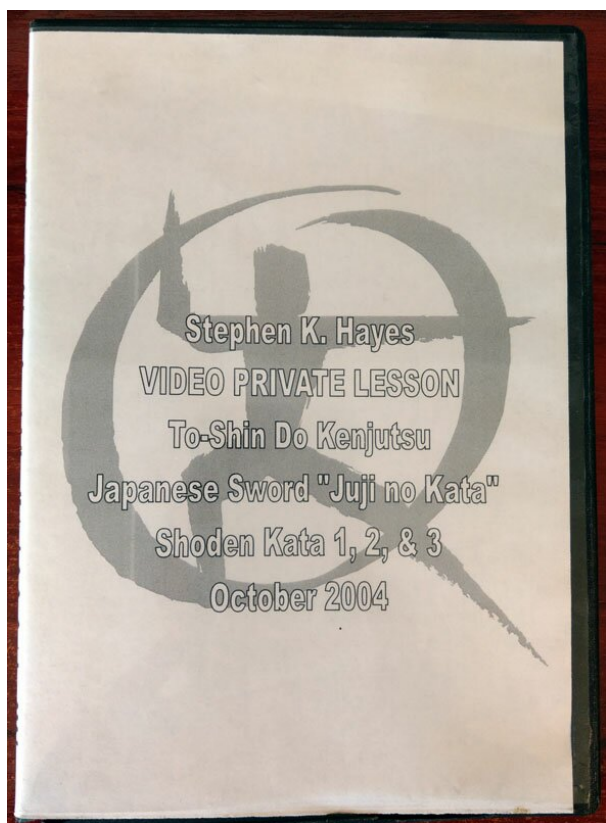 Stephen K. Hayes
VIDEO PRIVATE LESSON
To-Shin Do Kenjutsu
Japanese Sword "Juji no Kata"
Shoden Kata 1, 2, & 3
October 2004